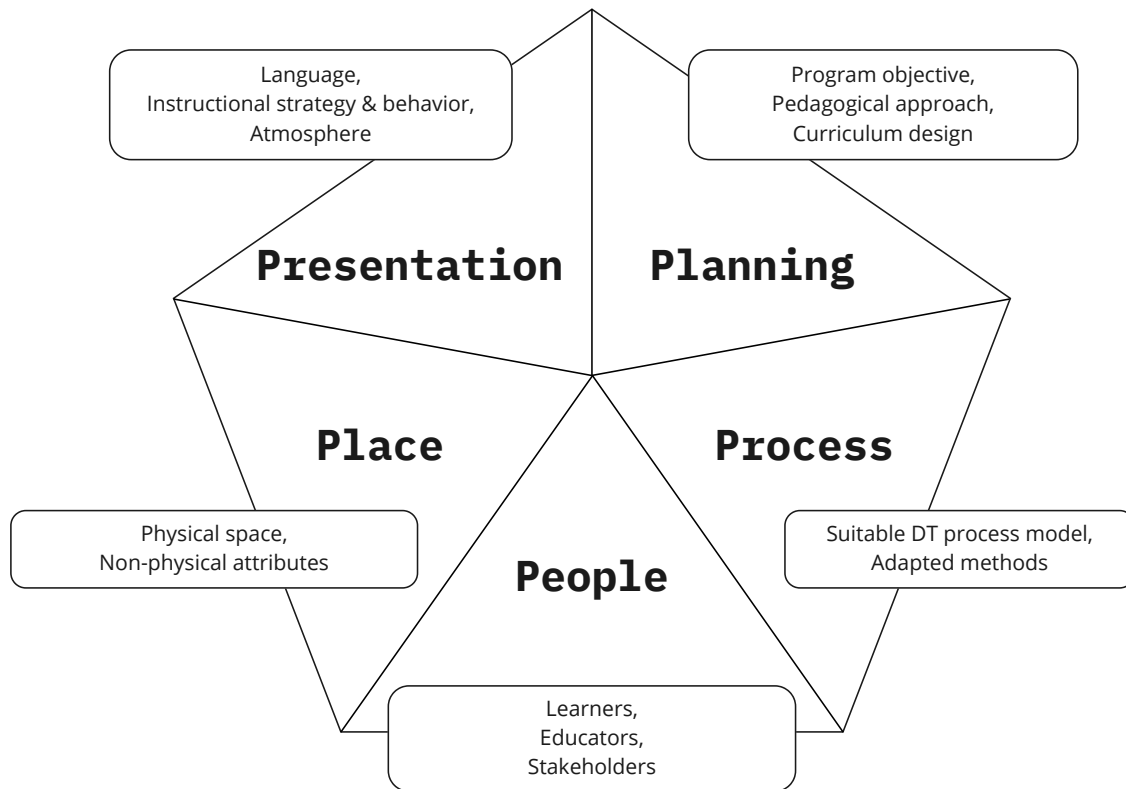 Language,
Instructional strategy & behavior,
Atmosphere
Program objective,
Pedagogical approach,
Curriculum design
Presentation
Planning
Place
Process
Physical space,
Non-physical attributes
Suitable DT process model,
Adapted methods
People
Learners,
Educators,
Stakeholders